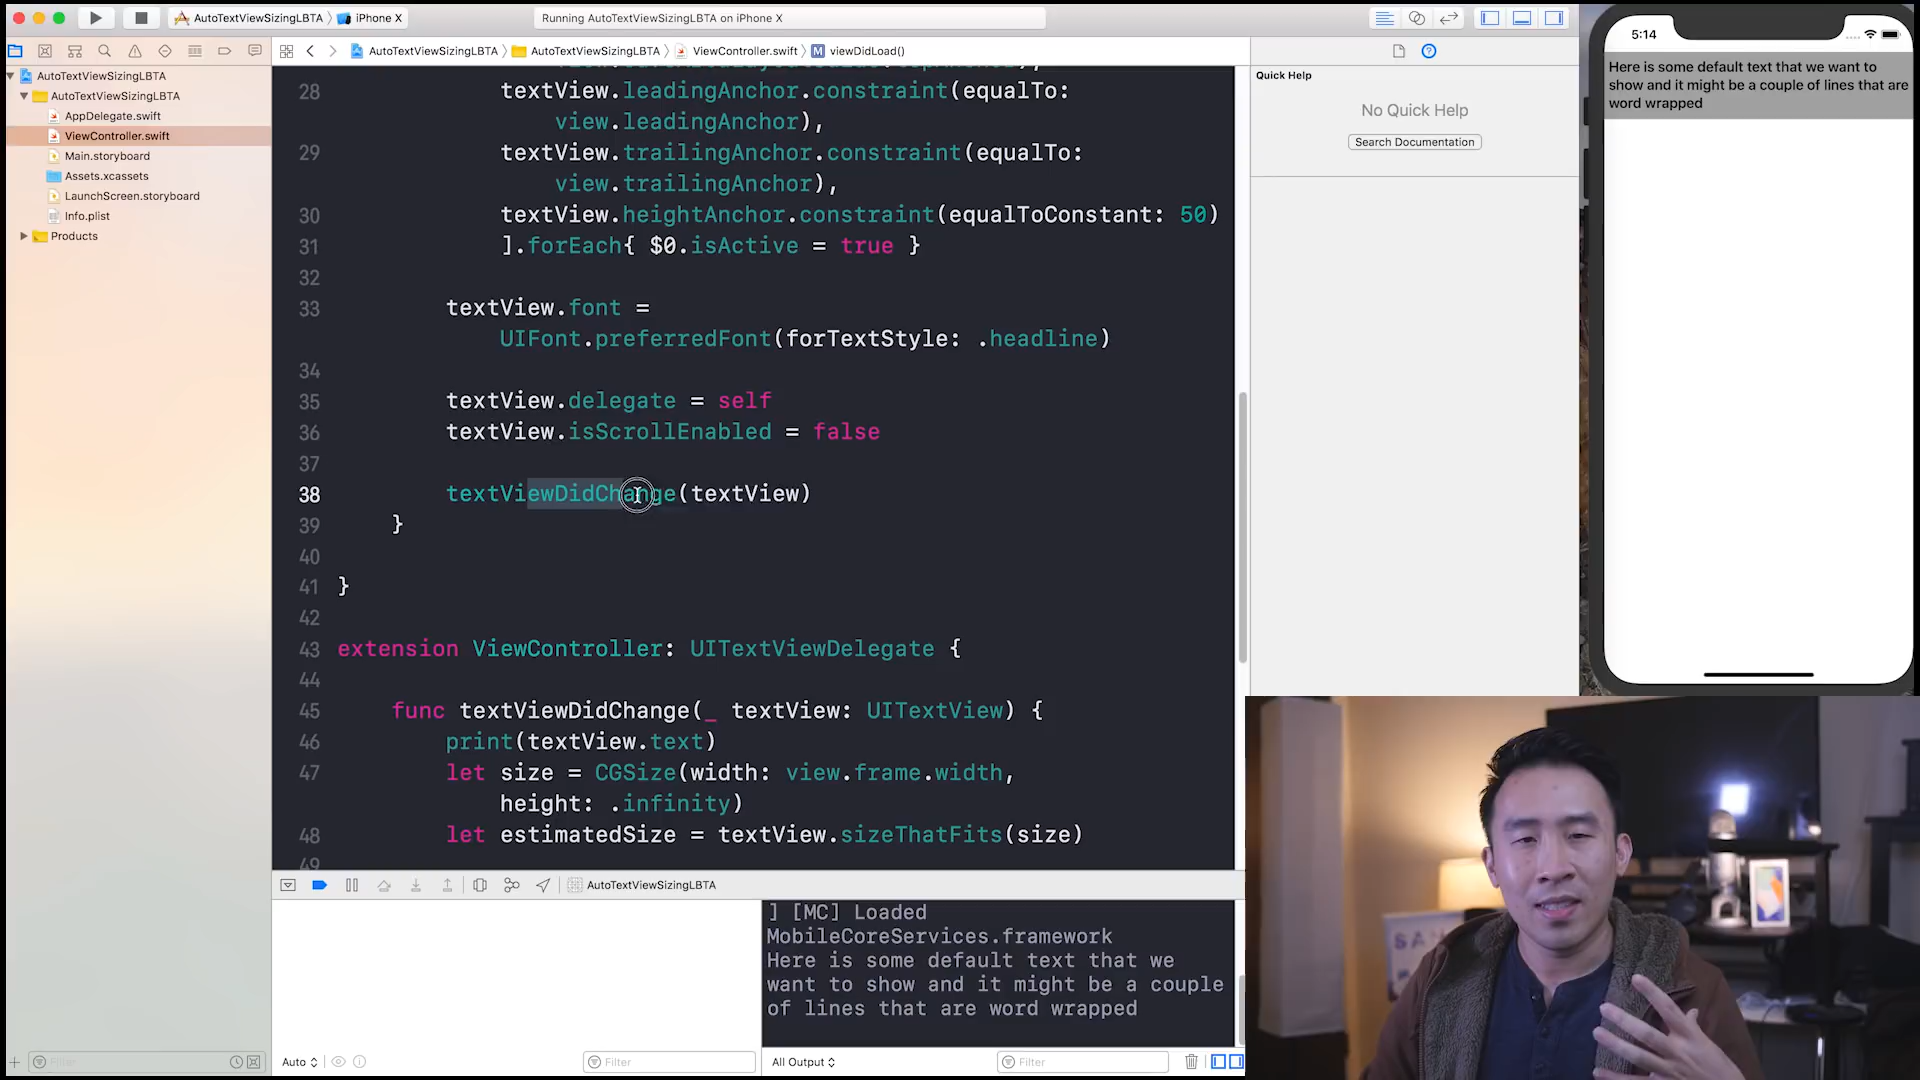 AutoTextViewSizingLBTA
iPhone X
Running AutoTextViewSizingLBTA on iPhone X
AutoTextViewSizingLBTA
AutoTextViewSizingLBTA
ViewController.swift
M
viewDidLoad()
AutoTextViewSizingLBTA
AutoTextViewSizingLBTA
AppDelegate.swift
ViewController.swift
Main.storyboard
Assets.xcassets
LaunchScreen.storyboard
Info.plist
Products
Filter
28 textView.leadingAnchor.constraint(equalTo:
view.leadingAnchor),
29 textView.trailingAnchor.constraint(equalTo:
view.trailingAnchor),
30 textView.heightAnchor.constraint(equalToConstant: 50)
31 ].forEach{ $0.isActive = true }
32
33 textView.font =
UIFont.preferredFont(forTextStyle: .headline)
34
35 textView.delegate = self
36 textView.isScrollEnabled = false
37
38 textViewDidChange(textView)
39 }
40
41 }
42
43 extension ViewController: UITextViewDelegate {
44
45 func textViewDidChange(_ textView: UITextView) {
46 print(textView.text)
47 let size = CGSize(width: view.frame.width,
height: .infinity)
48 let estimatedSize = textView.sizeThatFits(size)
49
AutoTextViewSizingLBTA
] [MC] Loaded
MobileCoreServices.framework
Here is some default text that we
want to show and it might be a couple
of lines that are word wrapped
Auto
Filter
All Output
Filter
Quick Help
No Quick Help
Search Documentation
5:14
Here is some default text that we want to
show and it might be a couple of lines that are
word wrapped